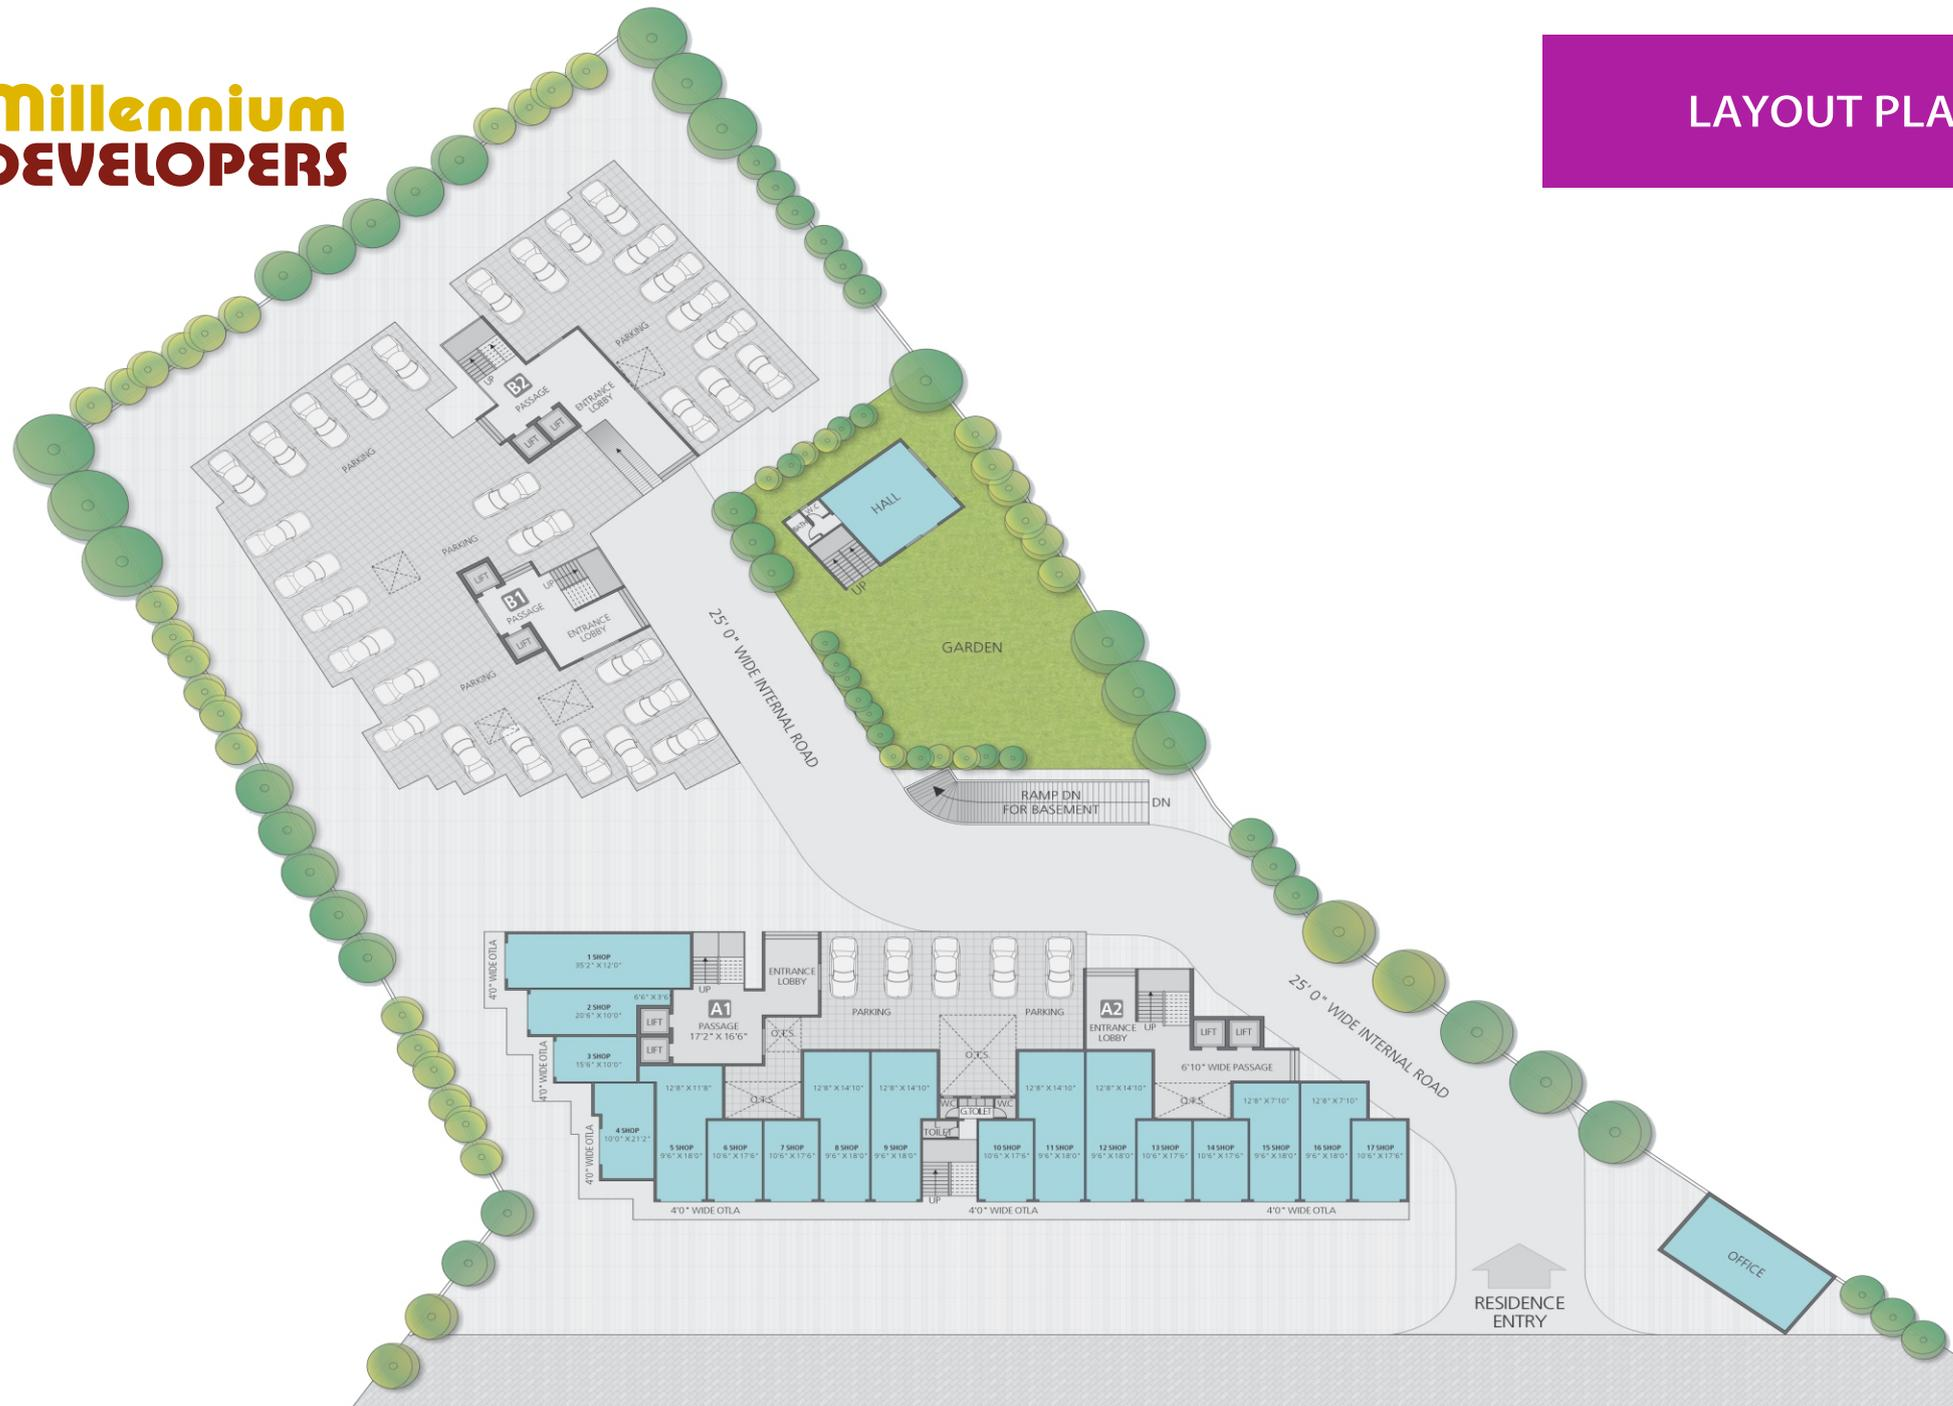 Millennium
DEVELOPERS
LAYOUT PLA
PARKING
B2
UP
PASSAGE
ENTRANCE
LOBBY
LIFT
LIFT
PARKING
PARKING
LIFT
UP
B1
PASSAGE
ENTRANCE
LOBBY
LIFT
PARKING
HALL
W.C
BATH
UP
GARDEN
25' 0" WIDE INTERNAL ROAD
RAMP DN
FOR BASEMENT
DN
25' 0" WIDE INTERNAL ROAD
4'0" WIDE OTLA
1 SHOP
35'2" X 12'0"
2 SHOP
20'6" X 10'0"
6'6" X 3'6"
3 SHOP
15'6" X 10'0"
4'0" WIDE OTLA
4 SHOP
10'0" X 21'2"
4'0" WIDE OTLA
UP
LIFT
LIFT
A1
PASSAGE
17'2" X 16'6"
ENTRANCE
LOBBY
O.T.S.
O.T.S.
PARKING
PARKING
O.T.S.
A2
ENTRANCE
LOBBY
UP
LIFT
LIFT
6'10" WIDE PASSAGE
O.T.S.
12'8" X 11'8"
5 SHOP
9'6" X 18'0"
6 SHOP
10'6" X 17'6"
7 SHOP
10'6" X 17'6"
12'8" X 14'10"
8 SHOP
9'6" X 18'0"
12'8" X 14'10"
9 SHOP
9'6" X 18'0"
W.C
G.TOILET
W.C
L.
TOILET
UP
10 SHOP
10'6" X 17'6"
12'8" X 14'10"
11 SHOP
9'6" X 18'0"
12'8" X 14'10"
12 SHOP
9'6" X 18'0"
13 SHOP
10'6" X 17'6"
14 SHOP
10'6" X 17'6"
12'8" X 7'10"
15 SHOP
9'6" X 18'0"
12'8" X 7'10"
16 SHOP
9'6" X 18'0"
17 SHOP
10'6" X 17'6"
4'0" WIDE OTLA
4'0" WIDE OTLA
4'0" WIDE OTLA
RESIDENCE
ENTRY
OFFICE